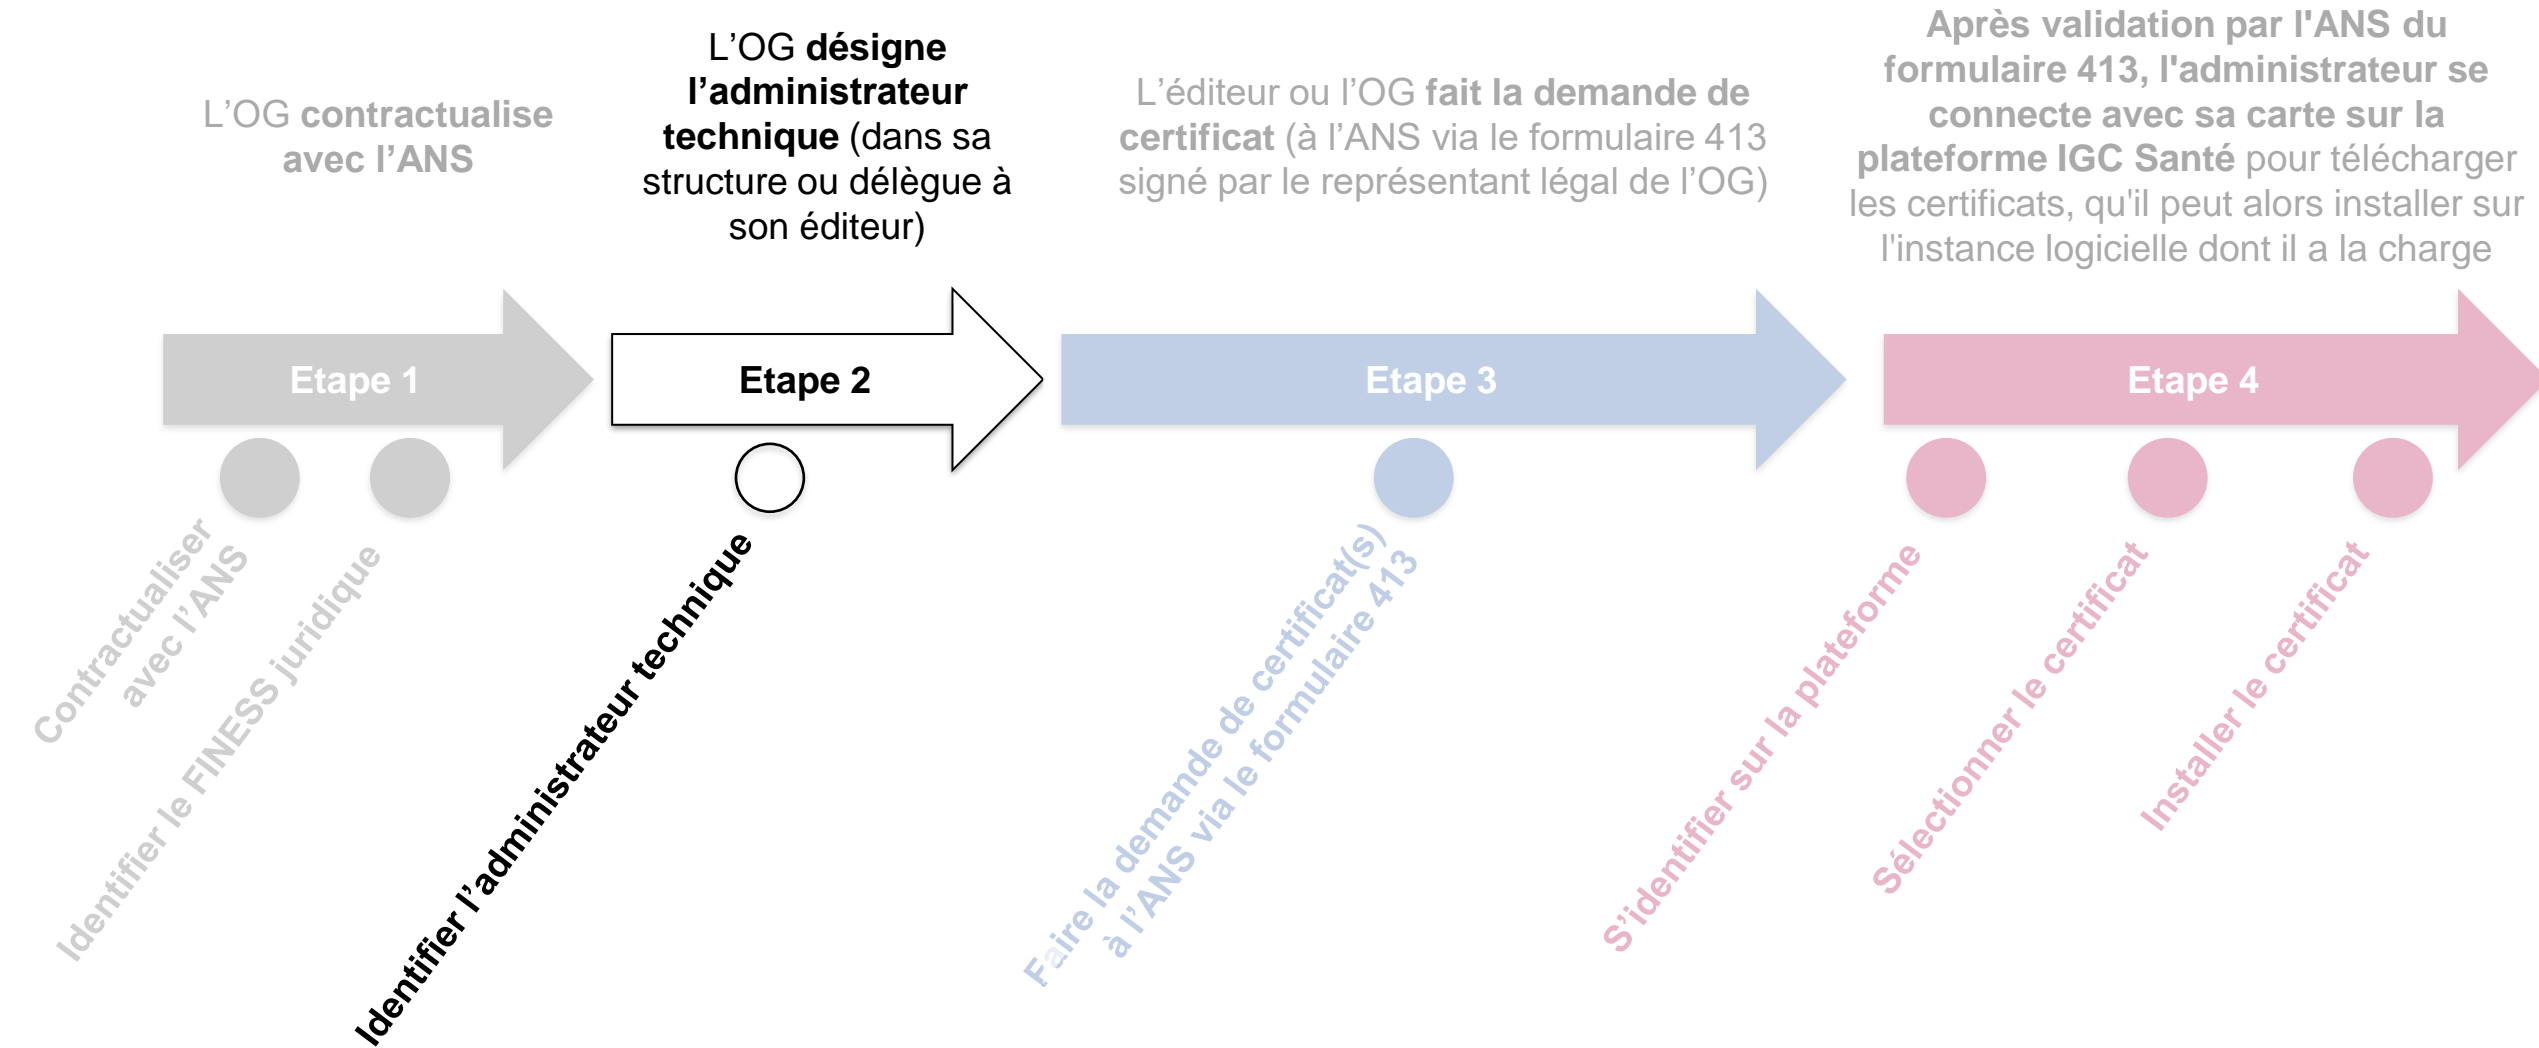 L’OG contractualise
avec l’ANS
L’OG désigne
l’administrateur
technique (dans sa
structure ou délègue à
son éditeur)
L’éditeur ou l’OG fait la demande de
certificat (à l’ANS via le formulaire 413
signé par le représentant légal de l’OG)
Après validation par l'ANS du
formulaire 413, l'administrateur se
connecte avec sa carte sur la
plateforme IGC Santé pour télécharger
les certificats, qu'il peut alors installer sur
l'instance logicielle dont il a la charge
Etape 1
Etape 2
Etape 3
Etape 4
Contractualiser
avec l’ANS
Identifier le FINESS juridique
Identifier l’administrateur technique
Faire la demande de certificat(s)
à l’ANS via le formulaire 413
S’identifier sur la plateforme
Sélectionner le certificat
Installer le certificat